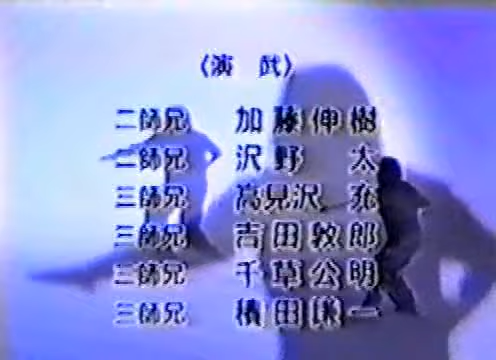 〈演 武〉
二師兄 加藤伸樹
二師兄 沢野 太
三師兄 高見沢 充
三師兄 吉田敦郎
三師兄 千草公明
三師兄 横田謙一